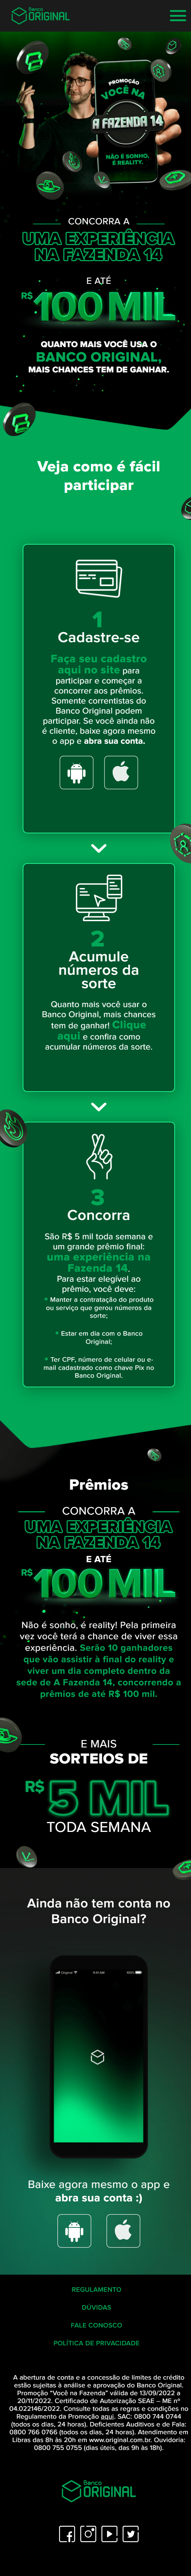 Banco
ORIGINAL
PROMOÇÃO
VOCÊ NA
A FAZENDA 14
NÃO É SONHO,
É REALITY.
CONCORRA A
UMA EXPERIÊNCIA
NA FAZENDA 14
E ATÉ
R$ 100 MIL
QUANTO MAIS VOCÊ USA O
BANCO ORIGINAL,
MAIS CHANCES TEM DE GANHAR.
Veja como é fácil
participar
1
Cadastre-se
Faça seu cadastro
aqui no site para
participar e começar a
concorrer aos prêmios.
Somente correntistas do
Banco Original podem
participar. Se você ainda não
é cliente, baixe agora mesmo
o app e abra sua conta.
2
Acumule
números da
sorte
Quanto mais você usar o
Banco Original, mais chances
tem de ganhar! Clique
aqui e confira como
acumular números da sorte.
3
Concorra
São R$ 5 mil toda semana e
um grande prêmio final:
uma experiência na
Fazenda 14.
Para estar elegível ao
prêmio, você deve:
• Manter a contratação do produto
ou serviço que gerou números da
sorte;
• Estar em dia com o Banco
Original;
• Ter CPF, número de celular ou e-
mail cadastrado como chave Pix no
Banco Original.
Prêmios
CONCORRA A
UMA EXPERIÊNCIA
NA FAZENDA 14
E ATÉ
R$ 100 MIL
Não é sonho, é reality! Pela primeira
vez você terá a chance de viver essa
experiência. Serão 10 ganhadores
que vão assistir à final do reality e
viver um dia completo dentro da
sede de A Fazenda 14, concorrendo a
prêmios de até R$ 100 mil.
E MAIS
SORTEIOS DE
R$ 5 MIL
TODA SEMANA
Ainda não tem conta no
Banco Original?
Original
9:41 AM
Baixe agora mesmo o app e
abra sua conta :)
REGULAMENTO
DÚVIDAS
FALE CONOSCO
POLÍTICA DE PRIVACIDADE
A abertura de conta e a concessão de limites de crédito
estão sujeitas à análise e aprovação do Banco Original.
Promoção “Você na Fazenda” válida de 13/09/2022 a
20/11/2022. Certificado de Autorização SEAE – ME nº
04.022146/2022. Consulte todas as regras e condições no
Regulamento da Promoção aqui. SAC: 0800 744 0744
(todos os dias, 24 horas). Deficientes Auditivos e de Fala:
0800 766 0766 (todos os dias, 24 horas). Atendimento em
Libras das 8h às 20h em www.original.com.br. Ouvidoria:
0800 755 0755 (dias úteis, das 9h às 18h).
Banco
ORIGINAL